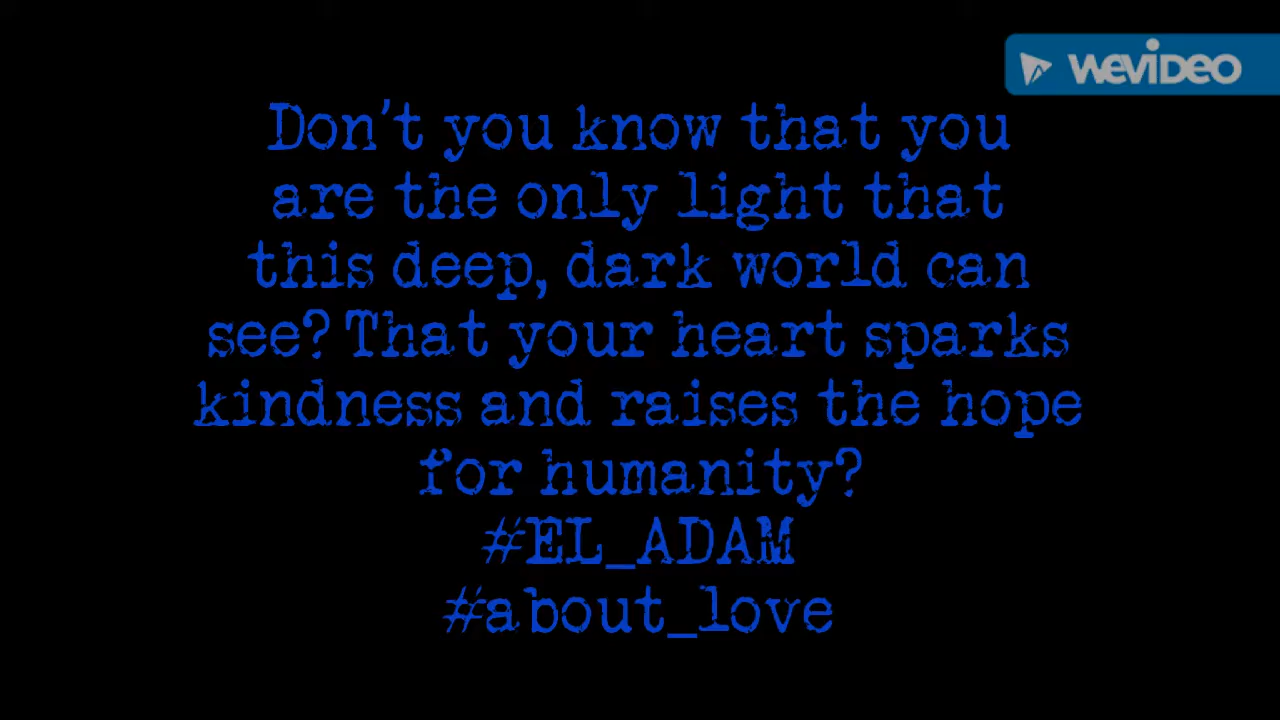 WEVIDEO
Don't you know that you
are the only light that
this deep, dark world can
see? That your heart sparks
kindness and raises the hope
for humanity?
#EL_ADAM
#about_love